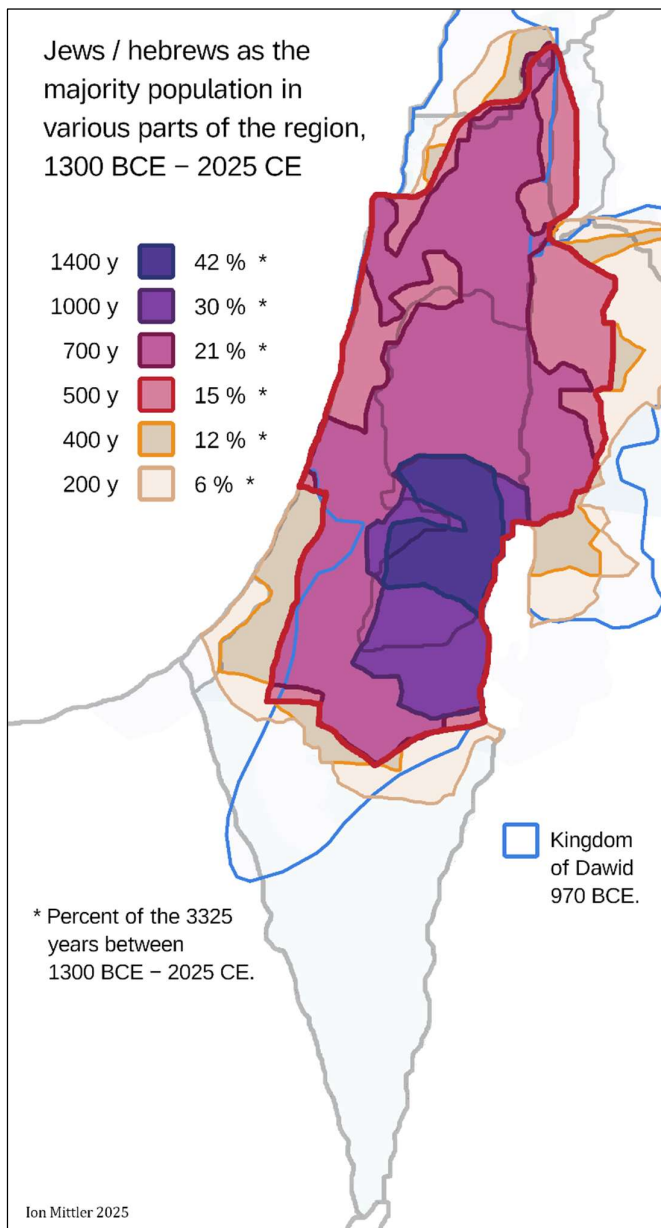 Jews / hebrews as the
majority population in
various parts of the region,
1300 BCE – 2025 CE
1400 y 42 % *
1000 y 30 % *
700 y 21 % *
500 y 15 % *
400 y 12 % *
200 y 6 % *
Kingdom
of Dawid
970 BCE.
* Percent of the 3325
years between
1300 BCE – 2025 CE.
Ion Mittler 2025